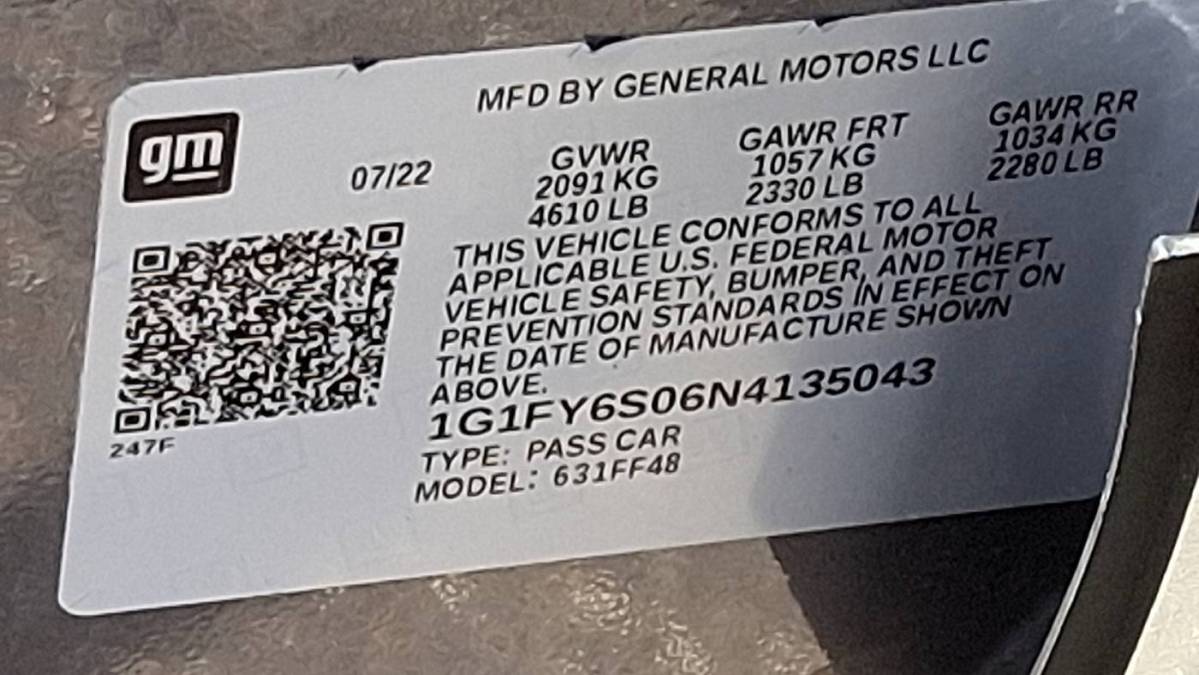 gm
MFD BY GENERAL MOTORS LLC
07/22
GVWR
2091 KG
4610 LB
GAWR FRT
1057 KG
2330 LB
GAWR RR
1034 KG
2280 LB
THIS VEHICLE CONFORMS TO ALL
APPLICABLE U.S. FEDERAL MOTOR
VEHICLE SAFETY, BUMPER, AND THEFT
PREVENTION STANDARDS IN EFFECT ON
THE DATE OF MANUFACTURE SHOWN
ABOVE.
1G1FY6S06N4135043
TYPE: PASS CAR
MODEL: 631FF48
247F